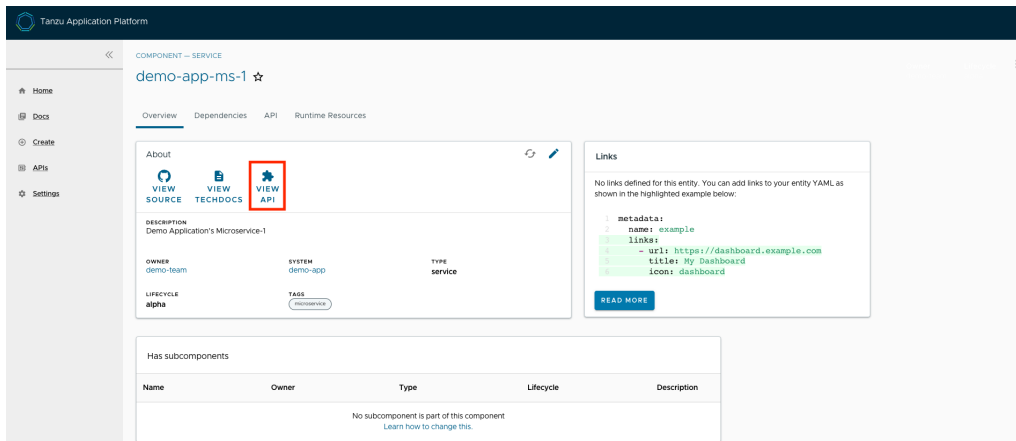 Tanzu Application Platform
Home
Docs
Create
APIs
Settings
COMPONENT — SERVICE
demo-app-ms-1
Overview Dependencies API Runtime Resources
About
VIEW SOURCE
VIEW TECHDOCS
VIEW API
DESCRIPTION
Demo Application's Microservice-1
OWNER SYSTEM TYPE
demo-team demo-app service
LIFECYCLE TAGS
alpha microservice
Links
No links defined for this entity. You can add links to your entity YAML as
shown in the highlighted example below:
1 metadata:
2 name: example
3 links:
4 - url: https://dashboard.example.com
5 title: My Dashboard
6 icon: dashboard
READ MORE
Has subcomponents
Name Owner Type Lifecycle Description
No subcomponent is part of this component
Learn how to change this.